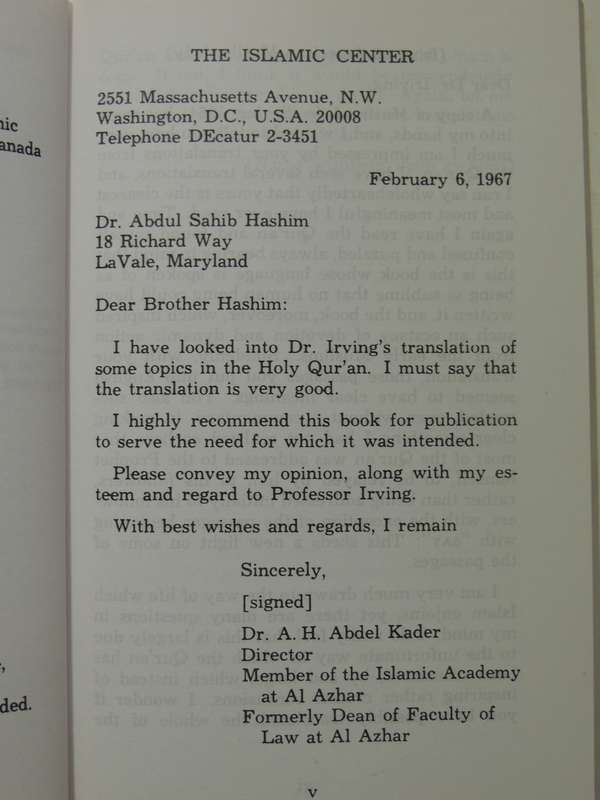 nic
anada
,
ded.
THE ISLAMIC CENTER
2551 Massachusetts Avenue, N.W.
Washington, D.C., U.S.A. 20008
Telephone DEcatur 2-3451
February 6, 1967
Dr. Abdul Sahib Hashim
18 Richard Way
LaVale, Maryland
Dear Brother Hashim:
I have looked into Dr. Irving's translation of
some topics in the Holy Qur'an. I must say that
the translation is very good.
I highly recommend this book for publication
to serve the need for which it was intended.
Please convey my opinion, along with my es-
teem and regard to Professor Irving.
With best wishes and regards, I remain
Sincerely,
[signed]
Dr. A. H. Abdel Kader
Director
Member of the Islamic Academy
at Al Azhar
Formerly Dean of Faculty of
Law at Al Azhar
v